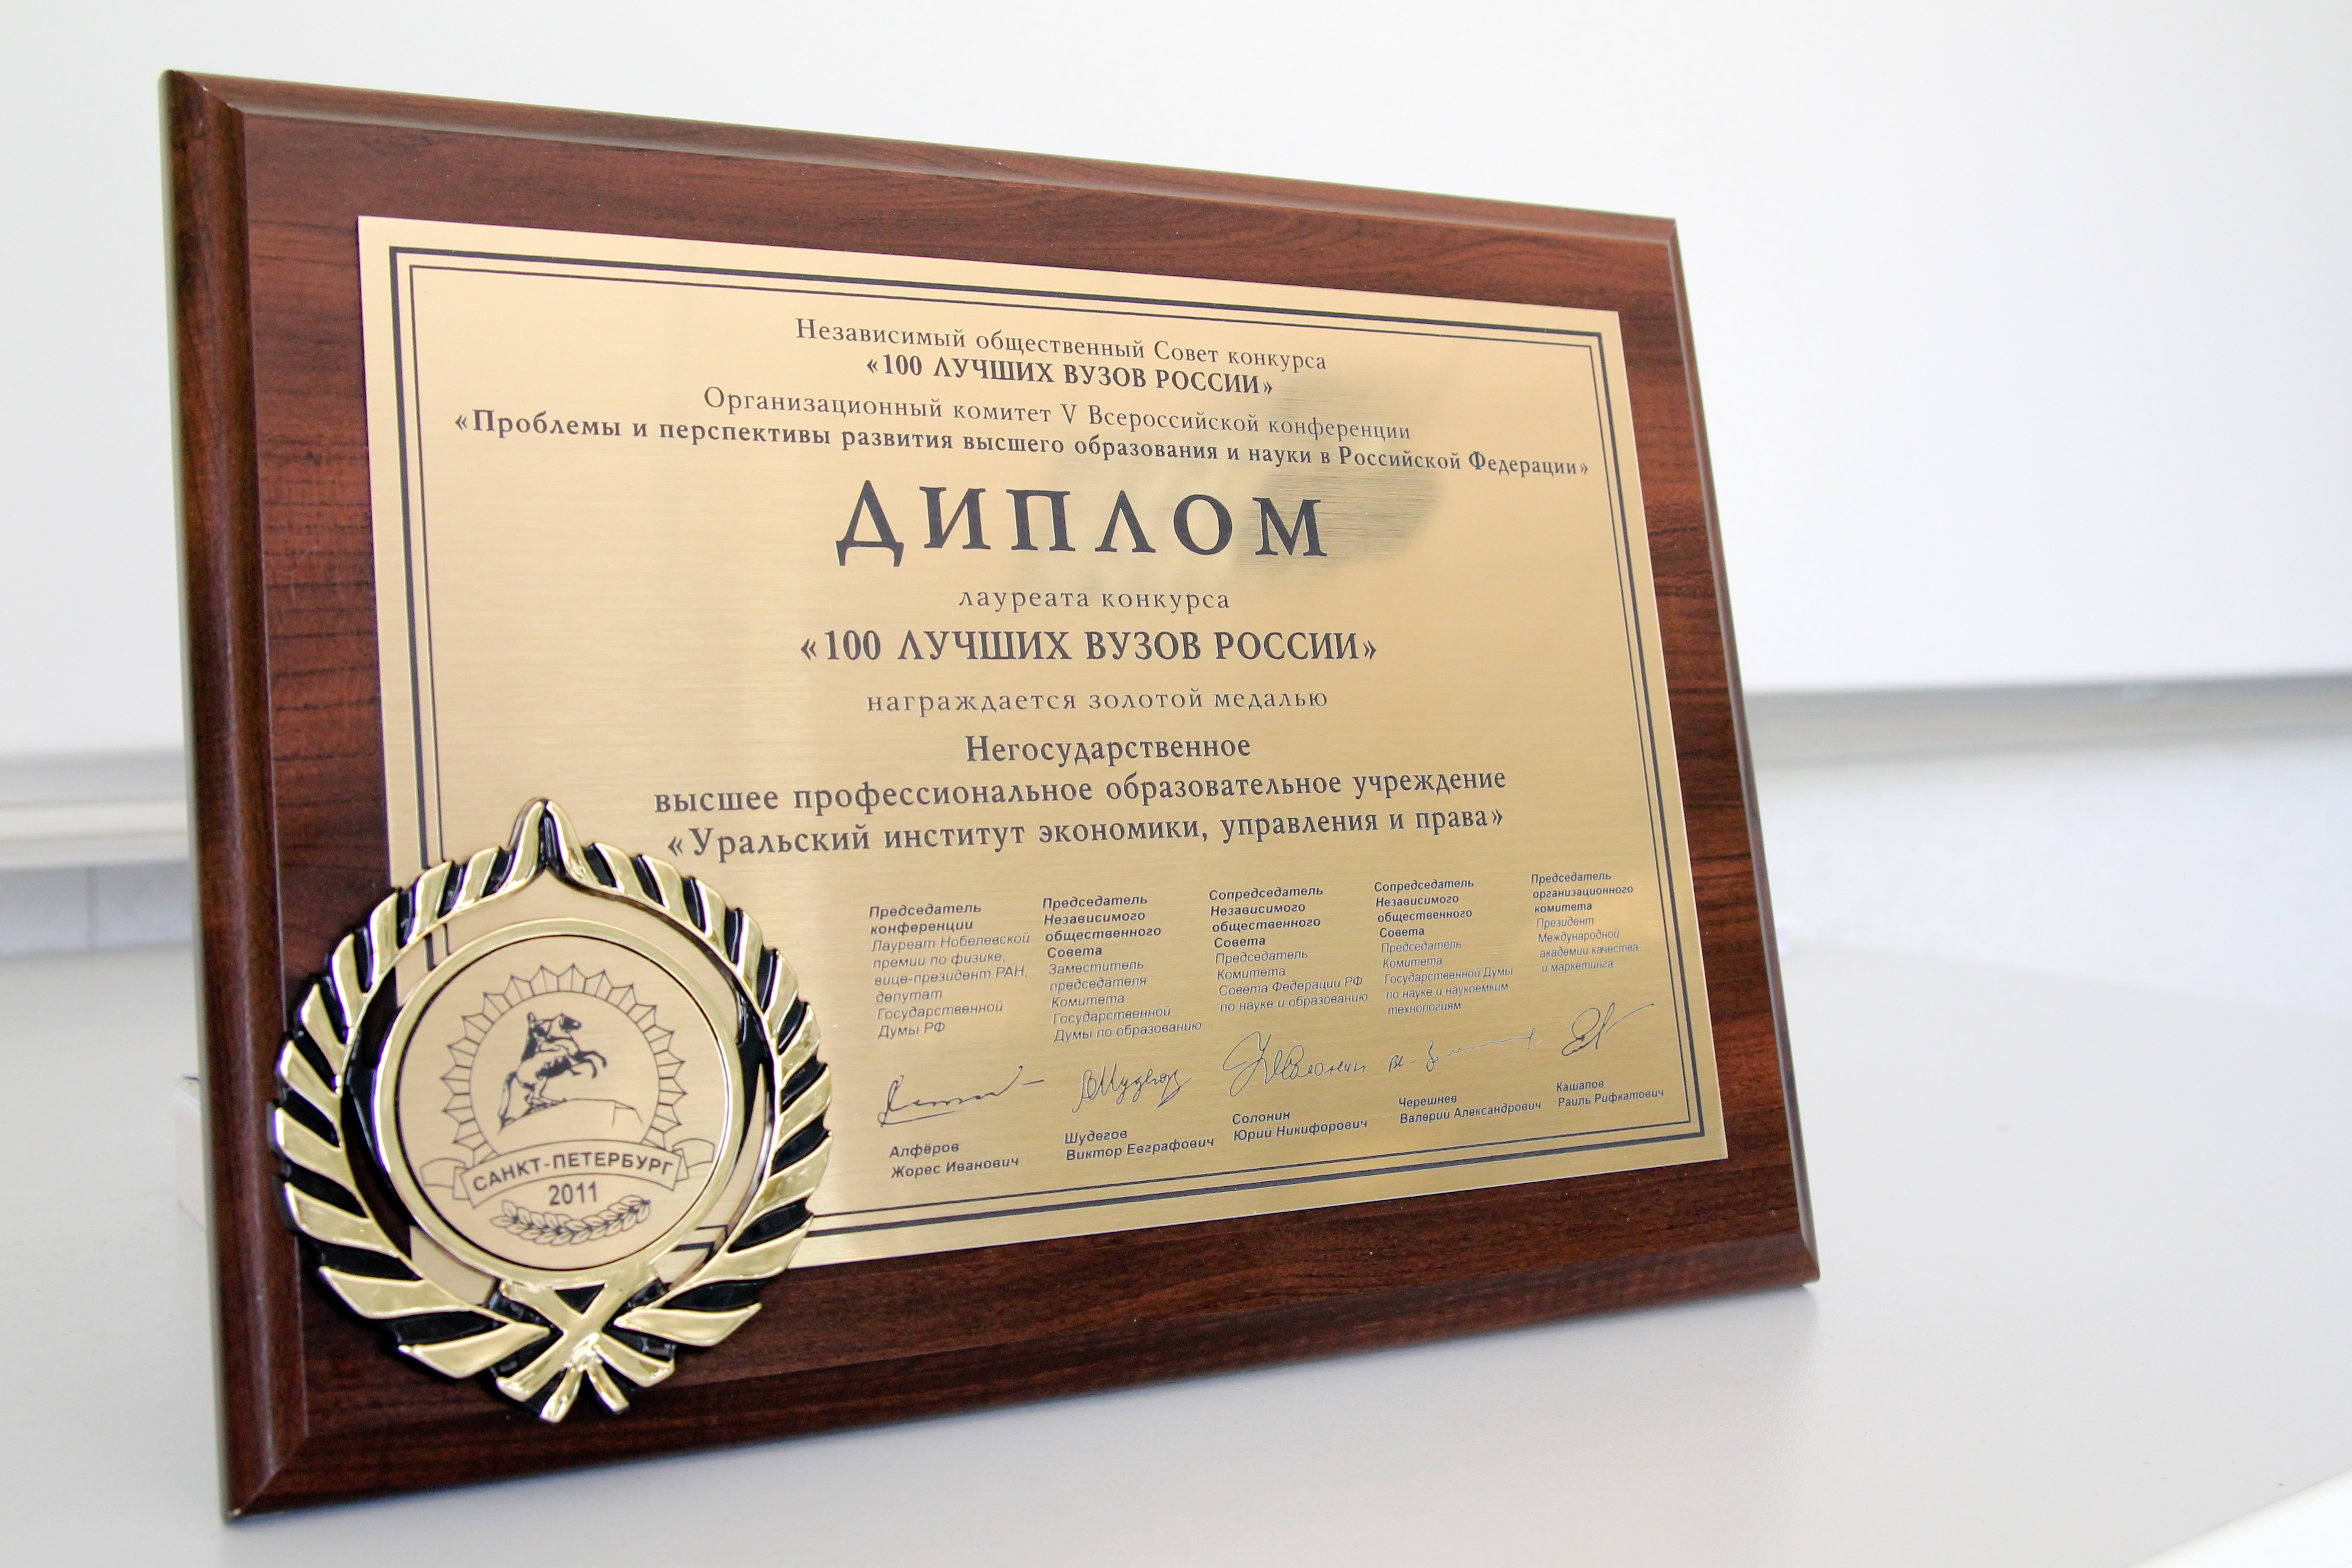 Независимый общественный Совет конкурса
«100 ЛУЧШИХ ВУЗОВ РОССИИ»
Организационный комитет V Всероссийской конференции
«Проблемы и перспективы развития высшего образования и науки в Российской Федерации»
ДИПЛОМ
лауреата конкурса
«100 ЛУЧШИХ ВУЗОВ РОССИИ»
награждается золотой медалью
Негосударственное
высшее профессиональное образовательное учреждение
«Уральский институт экономики, управления и права»
Председатель
конференции
Лауреат Нобелевской
премии по физике,
вице-президент РАН,
депутат
Государственной
Думы РФ
Алфёров
Жорес Иванович
Председатель
Независимого
общественного
Совета
Заместитель
председателя
Комитета
Государственной
Думы по образованию
Шудегов
Виктор Евграфович
Сопредседатель
Независимого
общественного
Совета
Председатель
Комитета
Совета Федерации РФ
по науке и образованию
Солонин
Юрий Никифорович
Сопредседатель
Независимого
общественного
Совета
Председатель
Комитета
Государственной Думы
по науке и наукоемким
технологиям
Черешнев
Валерий Александрович
Председатель
организационного
комитета
Президент
Международной
академии качества
и маркетинга
Кашапов
Раиль Рифкатович
САНКТ-ПЕТЕРБУРГ
2011